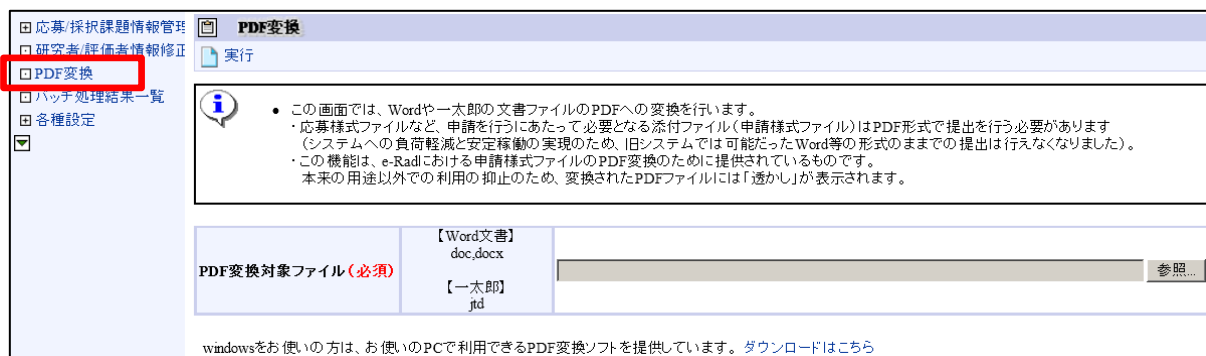 応募/採択課題情報管理
研究者/評価者情報修正
PDF変換
バッチ処理結果一覧
各種設定
PDF変換
実行
• この画面では、Wordや一太郎の文書ファイルのPDFへの変換を行います。
・応募様式ファイルなど、申請を行うにあたって必要となる添付ファイル(申請様式ファイル)はPDF形式で提出を行う必要があります
(システムへの負荷軽減と安定稼働の実現のため、旧システムでは可能だったWord等の形式のままでの提出は行えなくなりました)。
・この機能は、e-Radにおける申請様式ファイルのPDF変換のために提供されているものです。
本来の用途以外での利用の抑止のため、変換されたPDFファイルには「透かし」が表示されます。
PDF変換対象ファイル(必須)
【Word文書】
doc,docx
【一太郎】
jtd
参照...
windowsをお使いの方は、お使いのPCで利用できるPDF変換ソフトを提供しています。ダウンロードはこちら